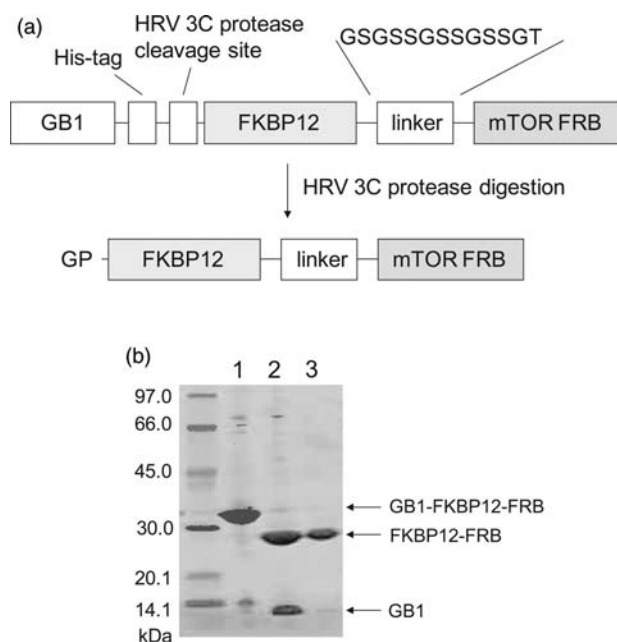 (a)
GSGSSGSSGSSGT
HRV 3C protease
cleavage site
His-tag
GB1
FKBP12
linker
mTOR FRB
HRV 3C protease digestion
GP
FKBP12
linker
mTOR FRB
(b)
1 2 3
97.0
66.0
45.0
GB1-FKBP12-FRB
30.0
FKBP12-FRB
20.1
14.1
GB1
kDa